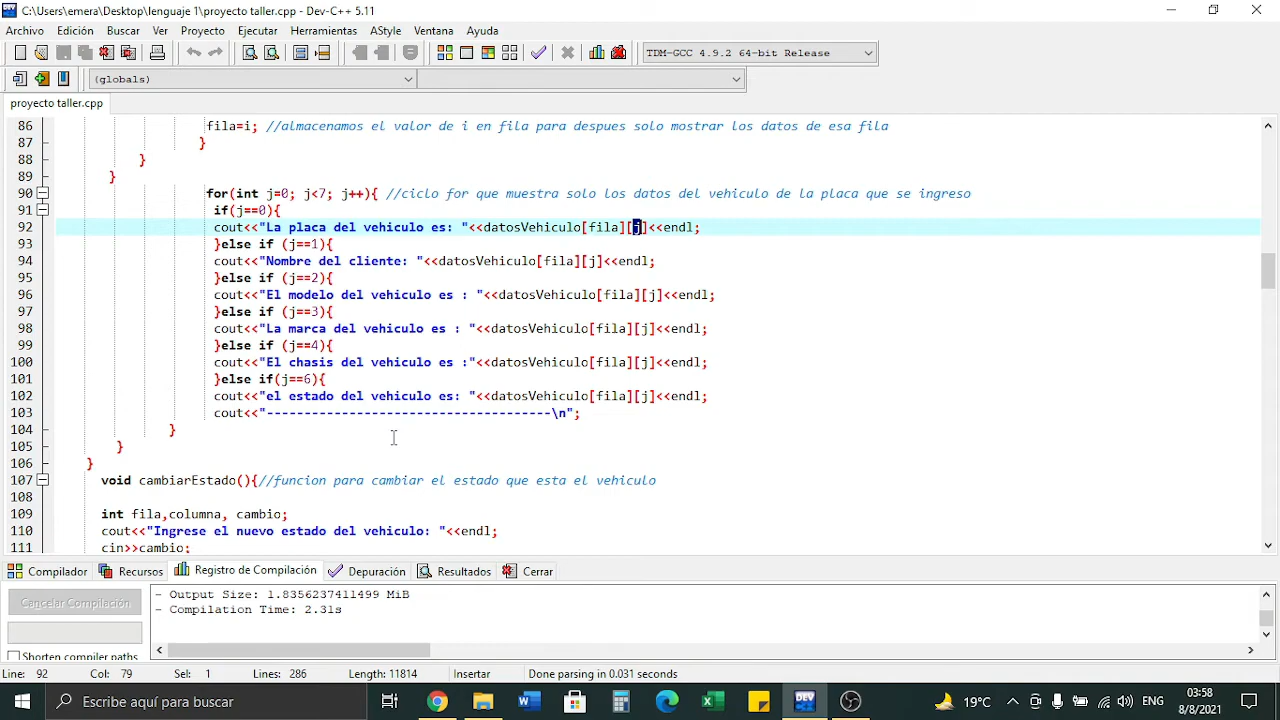 C:\Users\emera\Desktop\lenguaje 1\proyecto taller.cpp - Dev-C++ 5.11
Archivo Edición Buscar Ver Proyecto Ejecutar Herramientas AStyle Ventana Ayuda
TDM-GCC 4.9.2 64-bit Release
(globals)
proyecto taller.cpp
86 fila=i; //almacenamos el valor de i en fila para despues solo mostrar los datos de esa fila
87 }
88 }
89 }
90 for(int j=0; j<7; j++){ //ciclo for que muestra solo los datos del vehiculo de la placa que se ingreso
91 if(j==0){
92 cout<<"La placa del vehiculo es: "<<datosVehiculo[fila][j]<<endl;
93 }else if (j==1){
94 cout<<"Nombre del cliente: "<<datosVehiculo[fila][j]<<endl;
95 }else if (j==2){
96 cout<<"El modelo del vehiculo es : "<<datosVehiculo[fila][j]<<endl;
97 }else if (j==3){
98 cout<<"La marca del vehiculo es : "<<datosVehiculo[fila][j]<<endl;
99 }else if (j==4){
100 cout<<"El chasis del vehiculo es :"<<datosVehiculo[fila][j]<<endl;
101 }else if(j==6){
102 cout<<"el estado del vehiculo es: "<<datosVehiculo[fila][j]<<endl;
103 cout<<"--------------------------------------\n";
104 }
105 }
106 }
107 void cambiarEstado(){//funcion para cambiar el estado que esta el vehiculo
108
109 int fila,columna, cambio;
110 cout<<"Ingrese el nuevo estado del vehiculo: "<<endl;
111 cin>>cambio;
Compilador Recursos Registro de Compilación Depuración Resultados Cerrar
Cancelar Compilación
- Output Size: 1.8356237411499 MiB
- Compilation Time: 2.31s
Shorten compiler paths
Line: 92 Col: 79 Sel: 1 Lines: 286 Length: 11814 Insertar Done parsing in 0.031 seconds
Escribe aquí para buscar
DEV
19°C
ENG
03:58
8/8/2021